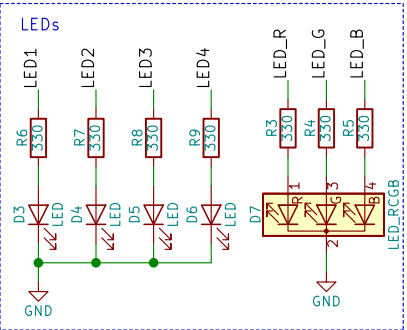 LEDs
LED1
LED2
LED3
LED4
LED_R
LED_G
LED_B
R6 330
R7 330
R8 330
R9 330
R3 330
R4 330
R5 330
D3 LED
D4 LED
D5 LED
D6 LED
D7
R 1
G 3
B 4
2
LED_RCGB
GND
GND